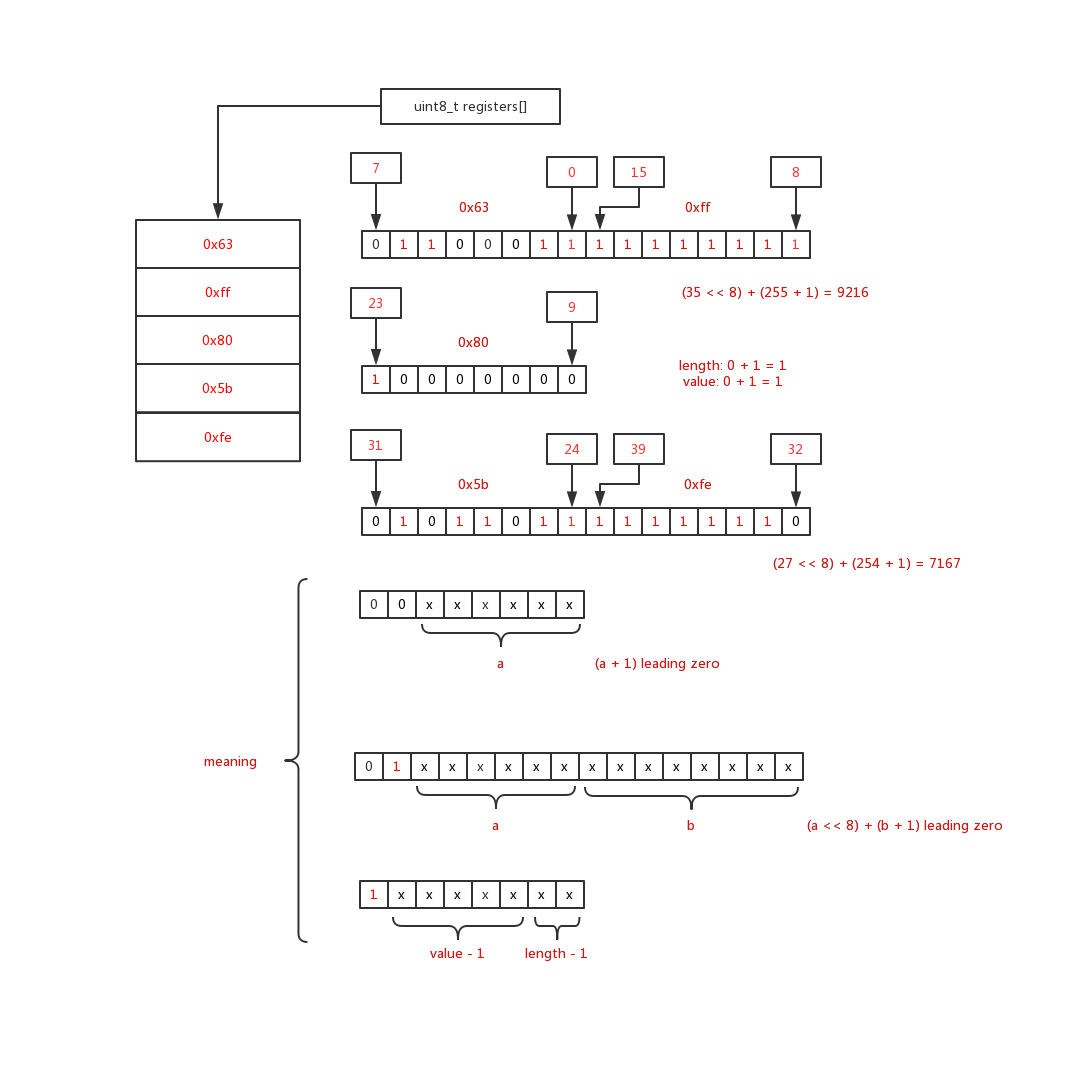 uint8_t registers[]
7
0
15
8
0x63
0xff
0 1 1 0 0 0 1 1 1 1 1 1 1 1 1 1
0x63
0xff
0x80
0x5b
0xfe
(35 << 8) + (255 + 1) = 9216
23
9
0x80
1 0 0 0 0 0 0 0
length: 0 + 1 = 1
value: 0 + 1 = 1
31
24
39
32
0x5b
0xfe
0 1 0 1 1 0 1 1 1 1 1 1 1 1 1 0
(27 << 8) + (254 + 1) = 7167
meaning
0 0 x x x x x x
a
(a + 1) leading zero
0 1 x x x x x x x x x x x x x x
a
b
(a << 8) + (b + 1) leading zero
1 x x x x x x x
value - 1
length - 1